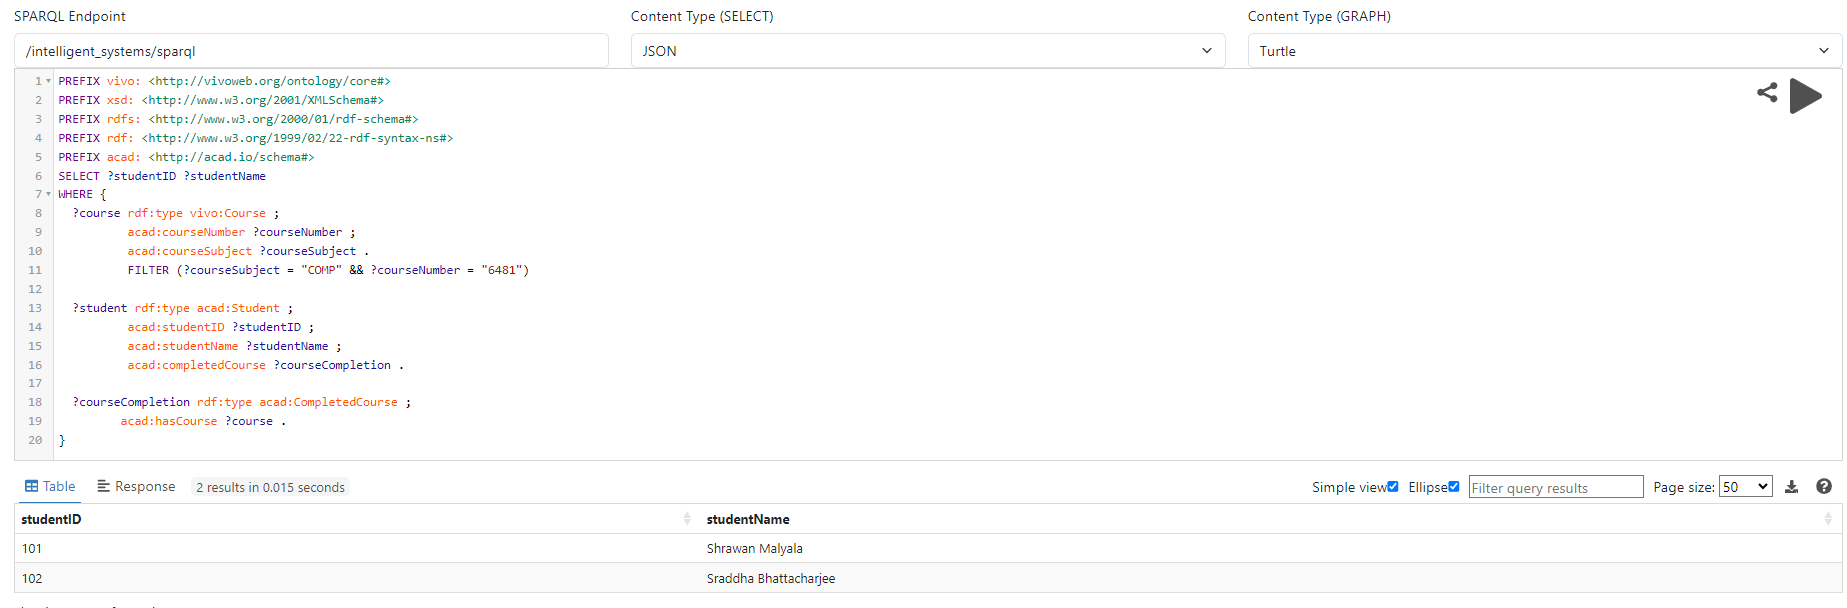 SPARQL Endpoint
Content Type (SELECT)
Content Type (GRAPH)
/intelligent_systems/sparql
JSON
Turtle
1 PREFIX vivo: <http://vivoweb.org/ontology/core#>
2 PREFIX xsd: <http://www.w3.org/2001/XMLSchema#>
3 PREFIX rdfs: <http://www.w3.org/2000/01/rdf-schema#>
4 PREFIX rdf: <http://www.w3.org/1999/02/22-rdf-syntax-ns#>
5 PREFIX acad: <http://acad.io/schema#>
6 SELECT ?studentID ?studentName
7 WHERE {
8 ?course rdf:type vivo:Course ;
9 acad:courseNumber ?courseNumber ;
10 acad:courseSubject ?courseSubject .
11 FILTER (?courseSubject = "COMP" && ?courseNumber = "6481")
12
13 ?student rdf:type acad:Student ;
14 acad:studentID ?studentID ;
15 acad:studentName ?studentName ;
16 acad:completedCourse ?courseCompletion .
17
18 ?courseCompletion rdf:type acad:CompletedCourse ;
19 acad:hasCourse ?course .
20 }
Table Response 2 results in 0.015 seconds
Simple view Ellipse Filter query results Page size: 50
studentID studentName
101 Shrawan Malyala
102 Sraddha Bhattacharjee